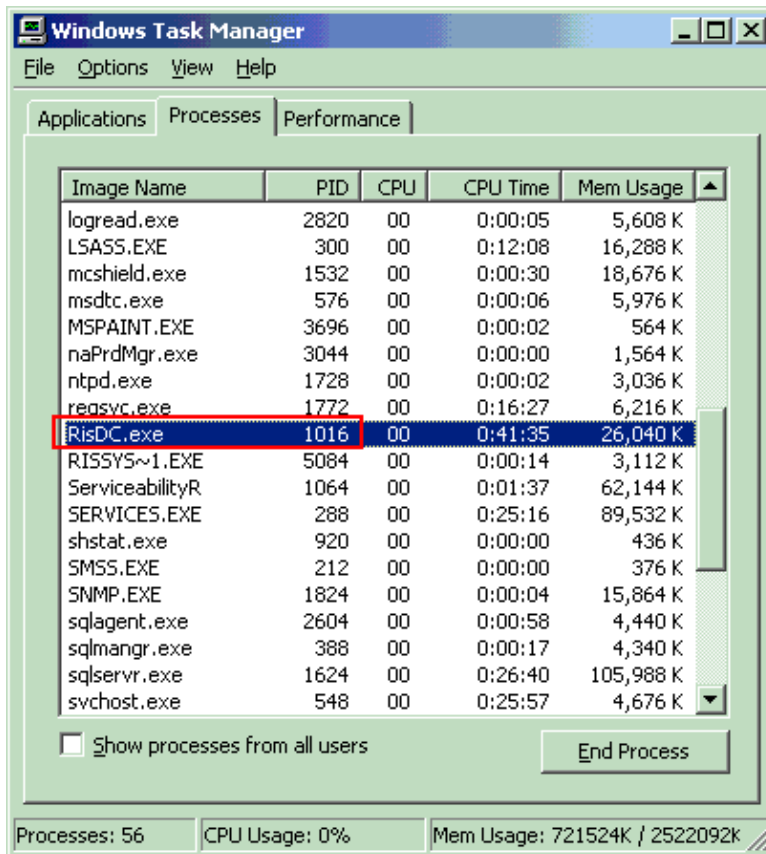 Windows Task Manager
File Options View Help
Applications Processes Performance
Image Name PID CPU CPU Time Mem Usage
logread.exe 2820 00 0:00:05 5,608 K
LSASS.EXE 300 00 0:12:08 16,288 K
mcshield.exe 1532 00 0:00:30 18,676 K
msdtc.exe 576 00 0:00:06 5,976 K
MSPAINT.EXE 3696 00 0:00:02 564 K
naPrdMgr.exe 3044 00 0:00:00 1,564 K
ntpd.exe 1728 00 0:00:02 3,036 K
regsvc.exe 1772 00 0:16:27 6,216 K
RisDC.exe 1016 00 0:41:35 26,040 K
RISSYS~1.EXE 5084 00 0:00:14 3,112 K
ServiceabilityR 1064 00 0:01:37 62,144 K
SERVICES.EXE 288 00 0:25:16 89,532 K
shstat.exe 920 00 0:00:00 436 K
SMSS.EXE 212 00 0:00:00 376 K
SNMP.EXE 1824 00 0:00:04 15,864 K
sqlagent.exe 2604 00 0:00:58 4,440 K
sqlmangr.exe 388 00 0:00:17 4,340 K
sqlservr.exe 1624 00 0:26:40 105,988 K
svchost.exe 548 00 0:25:57 4,676 K
Show processes from all users End Process
Processes: 56 CPU Usage: 0% Mem Usage: 721524K / 2522092K